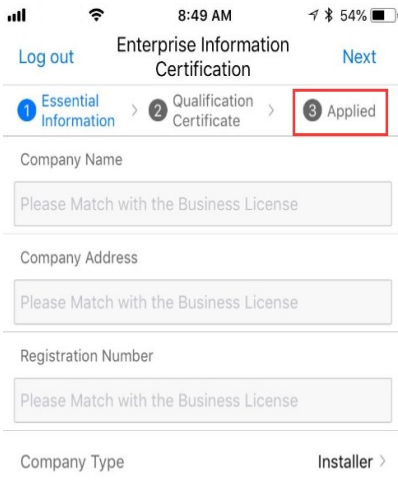 8:49 AM 54%
Log out Enterprise Information Certification Next
1 Essential Information > 2 Qualification Certificate > 3 Applied
Company Name
Please Match with the Business License
Company Address
Please Match with the Business License
Registration Number
Please Match with the Business License
Company Type Installer >